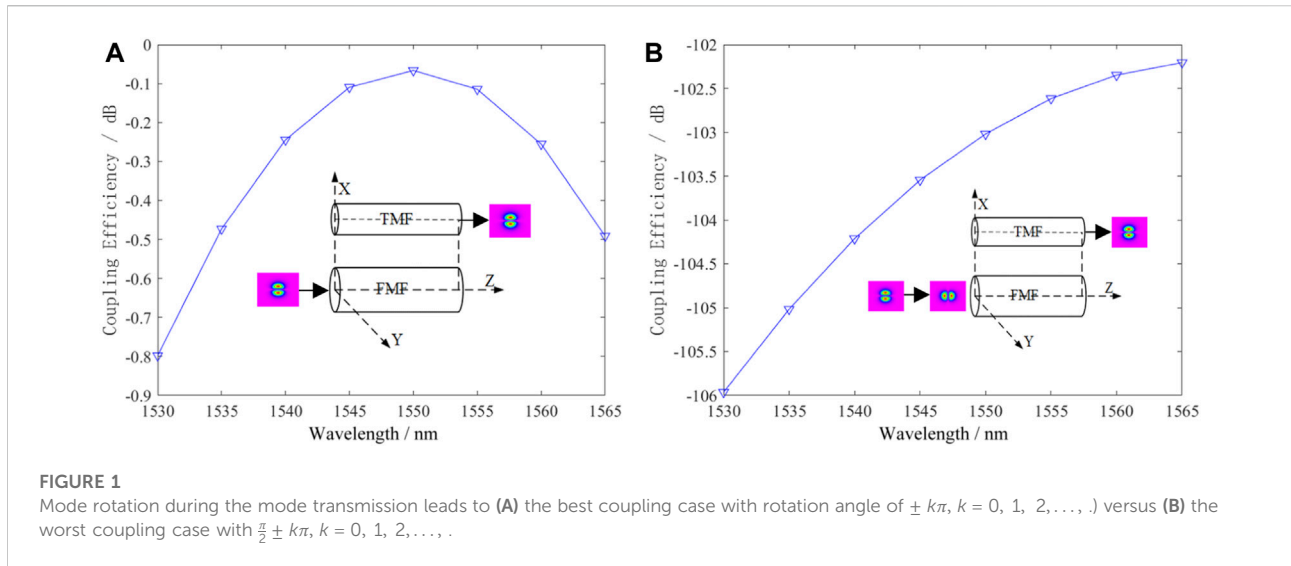 A
0
-0.1
-0.2
-0.3
-0.4
-0.5
-0.6
-0.7
-0.8
-0.9
Coupling Efficiency / dB
1530 1535 1540 1545 1550 1555 1560 1565
Wavelength / nm
X
TMF
FMF
Z
Y
B
-102
-102.5
-103
-103.5
-104
-104.5
-105
-105.5
-106
Coupling Efficiency / dB
1530 1535 1540 1545 1550 1555 1560 1565
Wavelength / nm
X
TMF
FMF
Z
Y
FIGURE 1
Mode rotation during the mode transmission leads to (A) the best coupling case with rotation angle of ± kπ, k = 0, 1, 2,..., .) versus (B) the
worst coupling case with π/2 ± kπ, k = 0, 1, 2,..., .